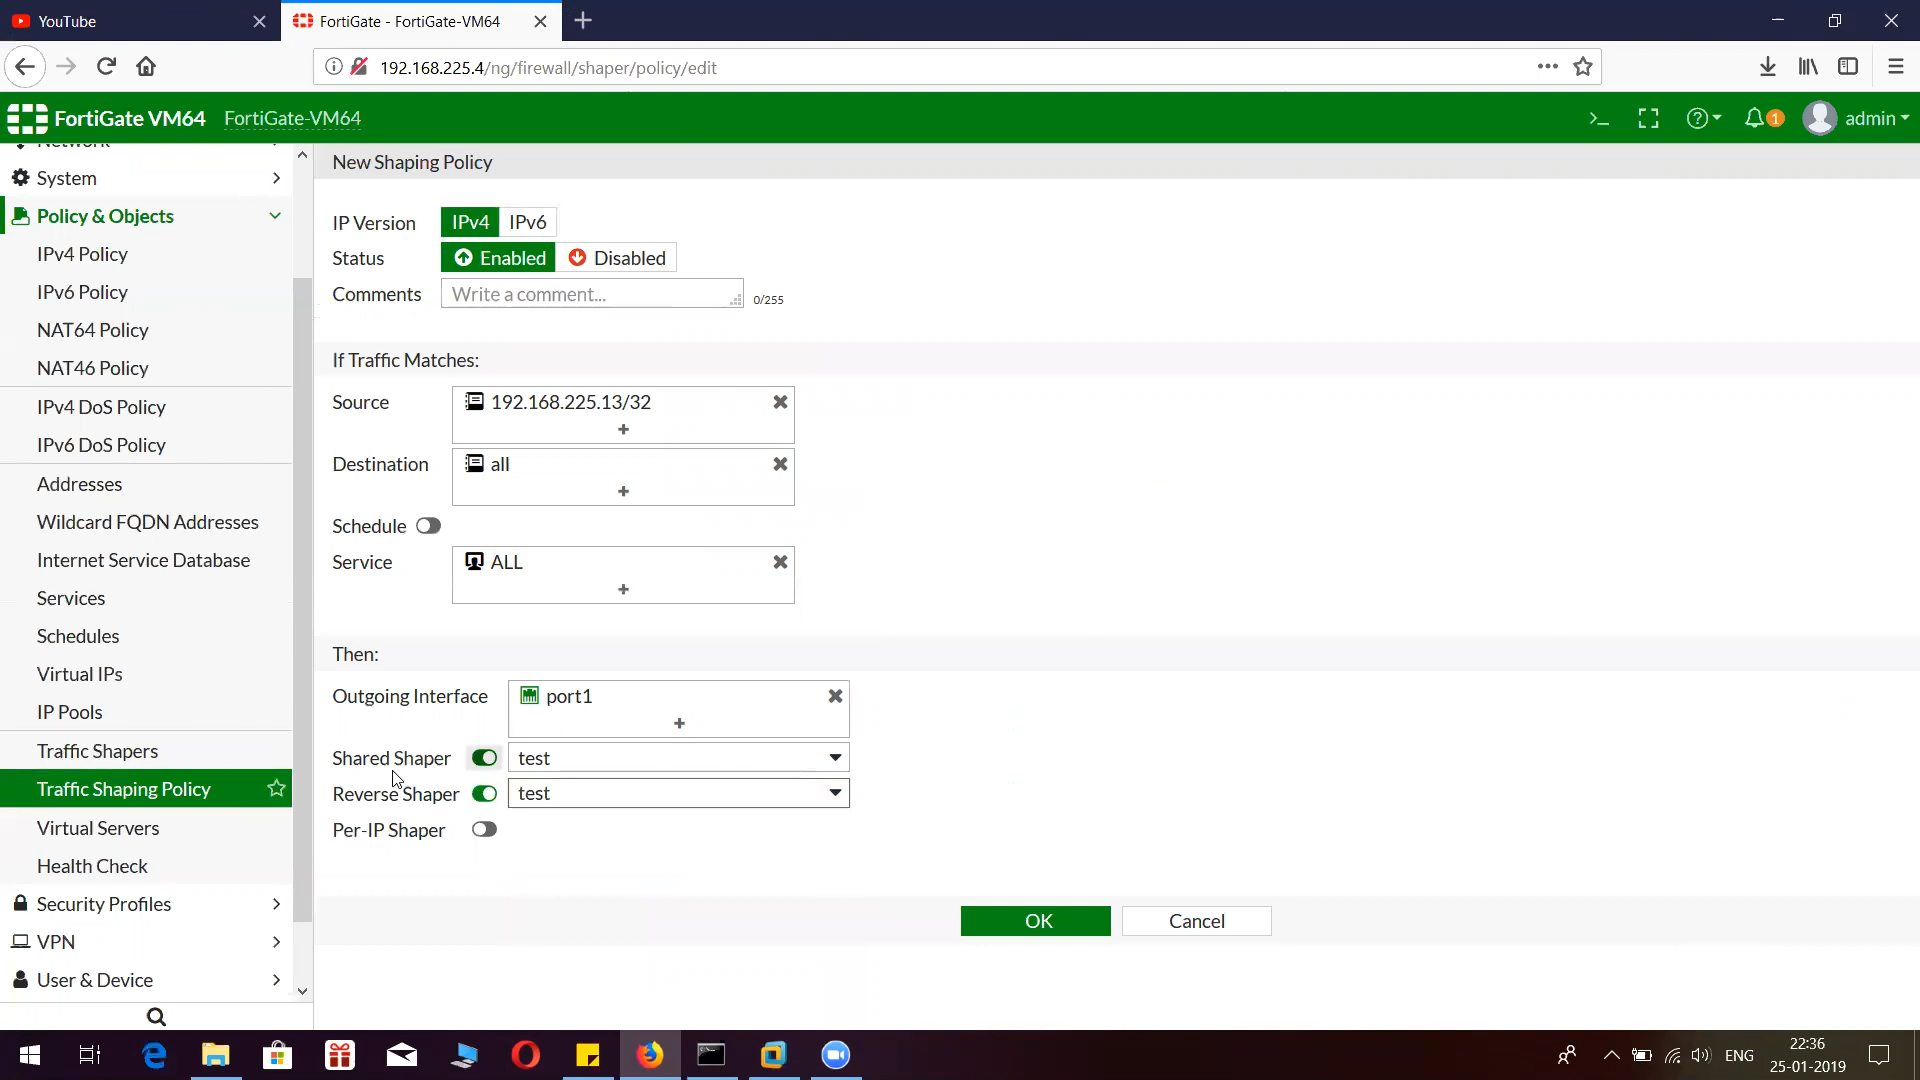 YouTube
FortiGate - FortiGate-VM64
192.168.225.4/ng/firewall/shaper/policy/edit
FortiGate VM64 FortiGate-VM64
1 admin
Network
System
Policy & Objects
IPv4 Policy
IPv6 Policy
NAT64 Policy
NAT46 Policy
IPv4 DoS Policy
IPv6 DoS Policy
Addresses
Wildcard FQDN Addresses
Internet Service Database
Services
Schedules
Virtual IPs
IP Pools
Traffic Shapers
Traffic Shaping Policy
Virtual Servers
Health Check
Security Profiles
VPN
User & Device
New Shaping Policy
IP Version IPv4 IPv6
Status Enabled Disabled
Comments Write a comment... 0/255
If Traffic Matches:
Source 192.168.225.13/32
Destination all
Schedule
Service ALL
Then:
Outgoing Interface port1
Shared Shaper test
Reverse Shaper test
Per-IP Shaper
OK Cancel
ENG
22:36
25-01-2019